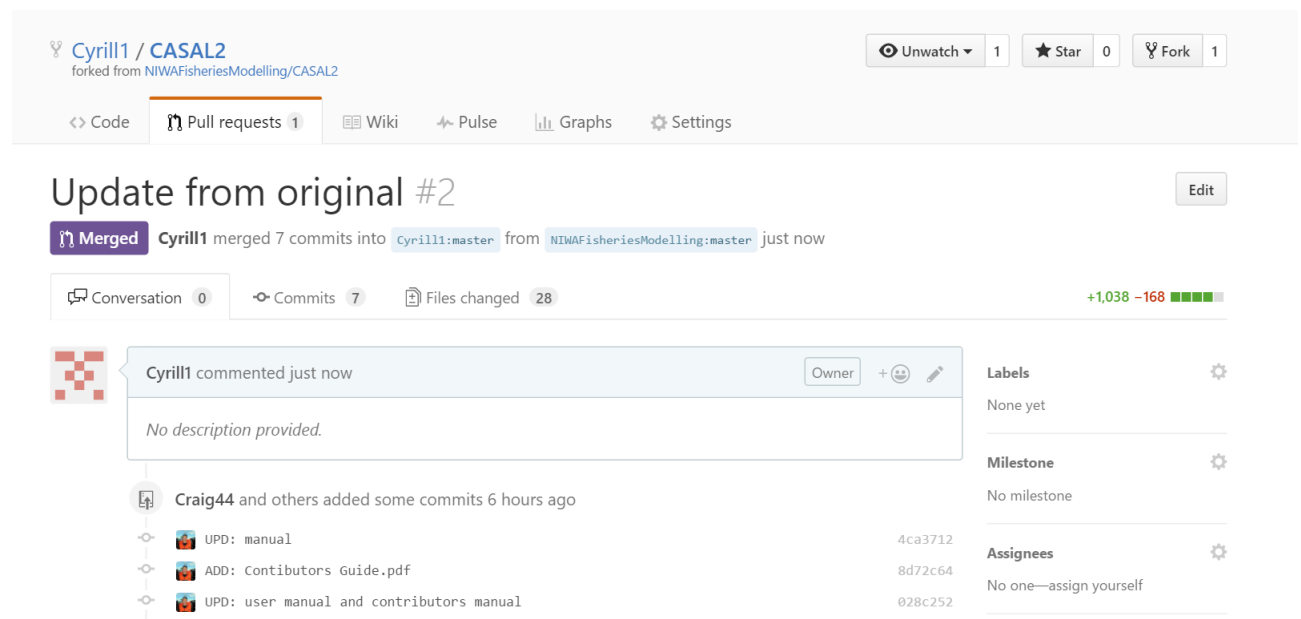 Cyrill1 / CASAL2
forked from NIWAFisheriesModelling/CASAL2
Unwatch 1 Star 0 Fork 1
Code Pull requests 1 Wiki Pulse Graphs Settings
Update from original #2
Edit
Merged Cyrill1 merged 7 commits into Cyrill1:master from NIWAFisheriesModelling:master just now
Conversation 0 Commits 7 Files changed 28 +1,038 −168
Cyrill1 commented just now Owner
No description provided.
Craig44 and others added some commits 6 hours ago
UPD: manual 4ca3712
ADD: Contibutors Guide.pdf 8d72c64
UPD: user manual and contributors manual 028c252
Labels
None yet
Milestone
No milestone
Assignees
No one—assign yourself